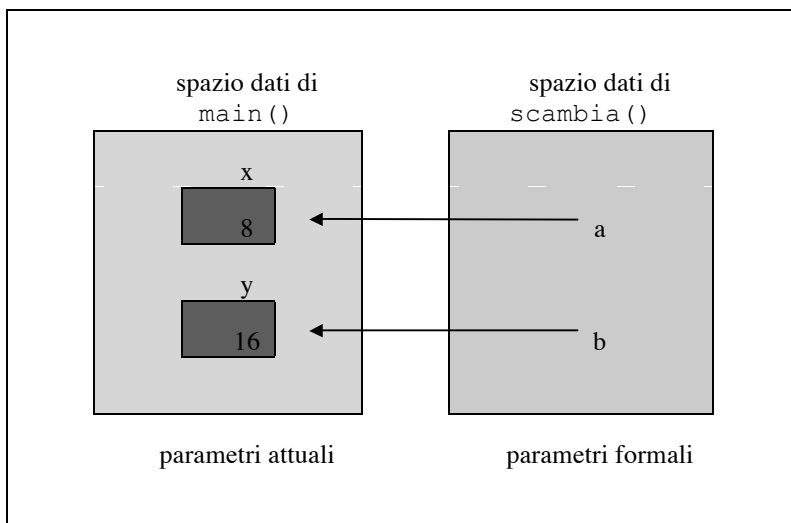 spazio dati di
main()
spazio dati di
scambia()
x
8
a
y
16
b
parametri attuali
parametri formali